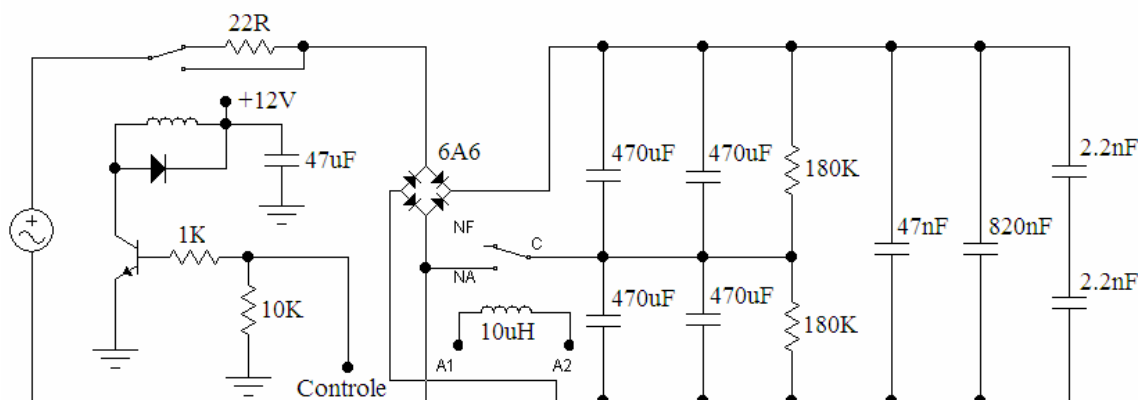 22R
+12V
47uF
6A6
1K
10K
Controle
NF
C
NA
10uH
A1
A2
470uF
470uF
180K
470uF
470uF
180K
47nF
820nF
2.2nF
2.2nF